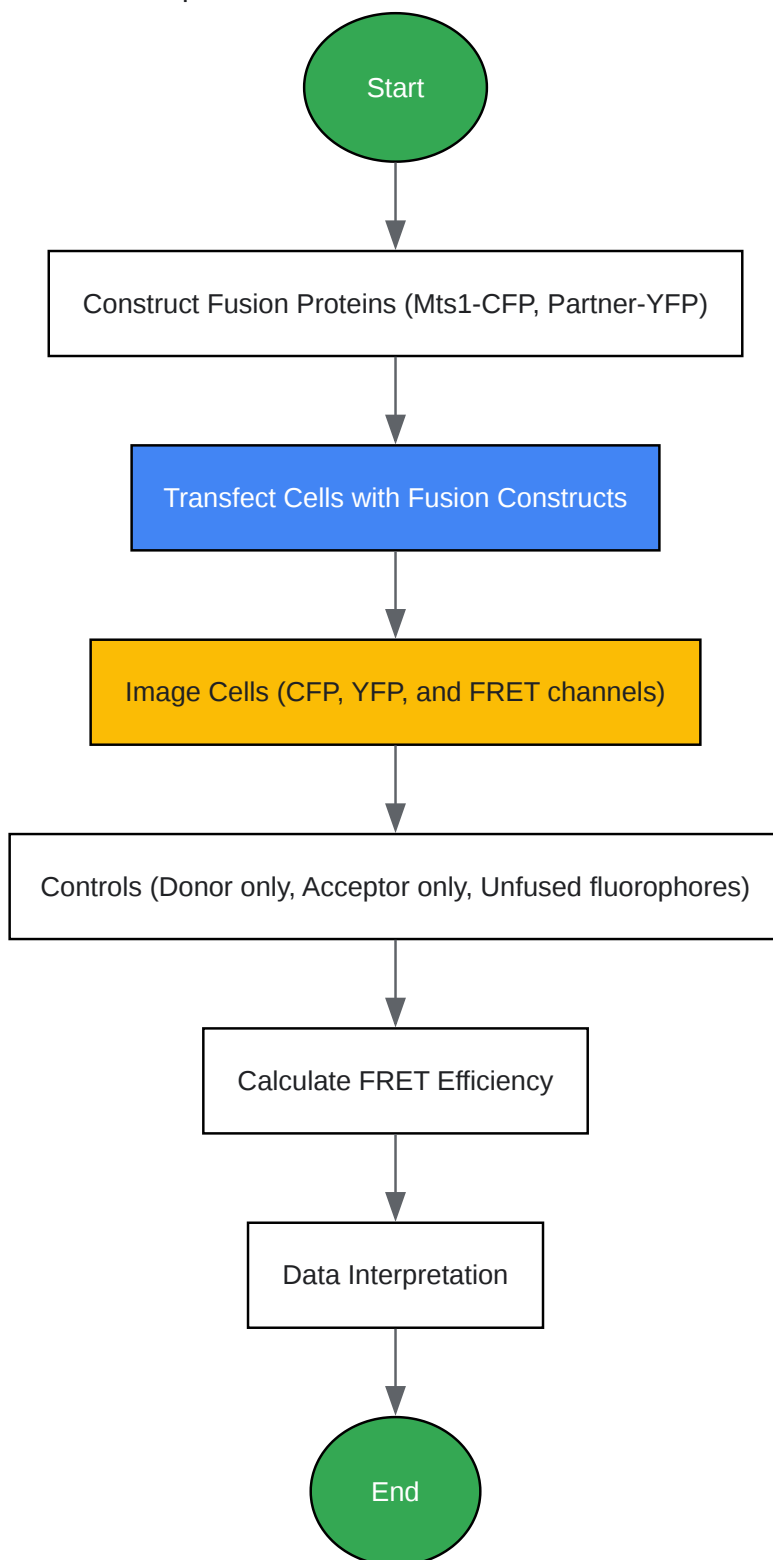 Start
Construct Fusion Proteins (Mts1-CFP, Partner-YFP)
Transfect Cells with Fusion Constructs
Image Cells (CFP, YFP, and FRET channels)
Controls (Donor only, Acceptor only, Unfused fluorophores)
Calculate FRET Efficiency
Data Interpretation
End